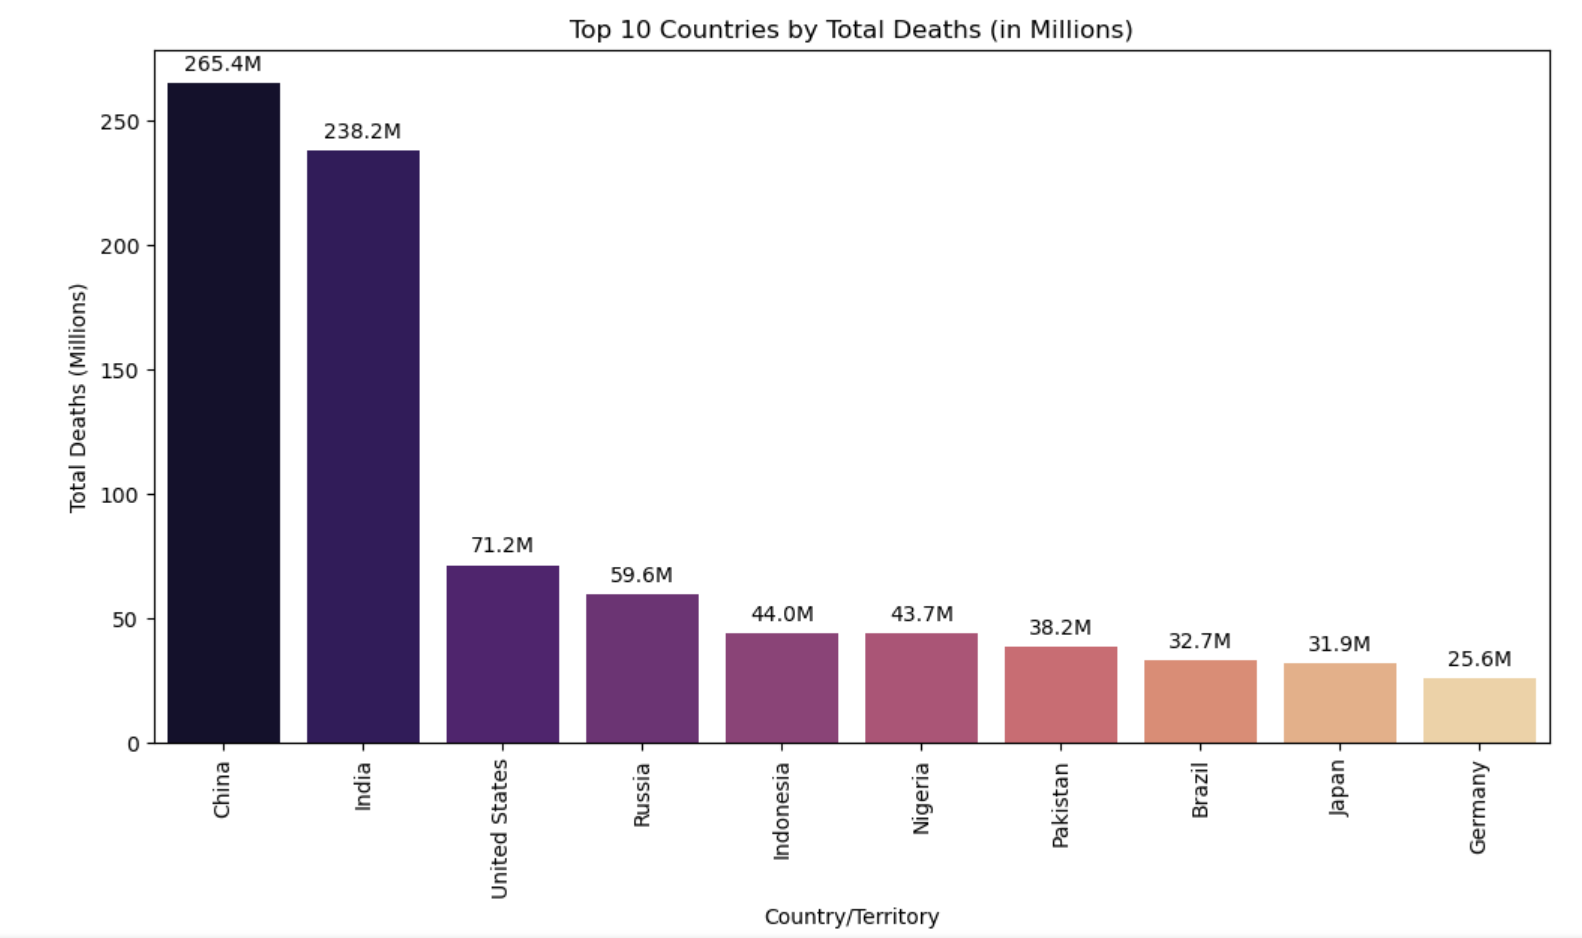 Top 10 Countries by Total Deaths (in Millions)
Total Deaths (Millions)
250
200
150
100
50
0
265.4M
238.2M
71.2M
59.6M
44.0M
43.7M
38.2M
32.7M
31.9M
25.6M
China
India
United States
Russia
Indonesia
Nigeria
Pakistan
Brazil
Japan
Germany
Country/Territory